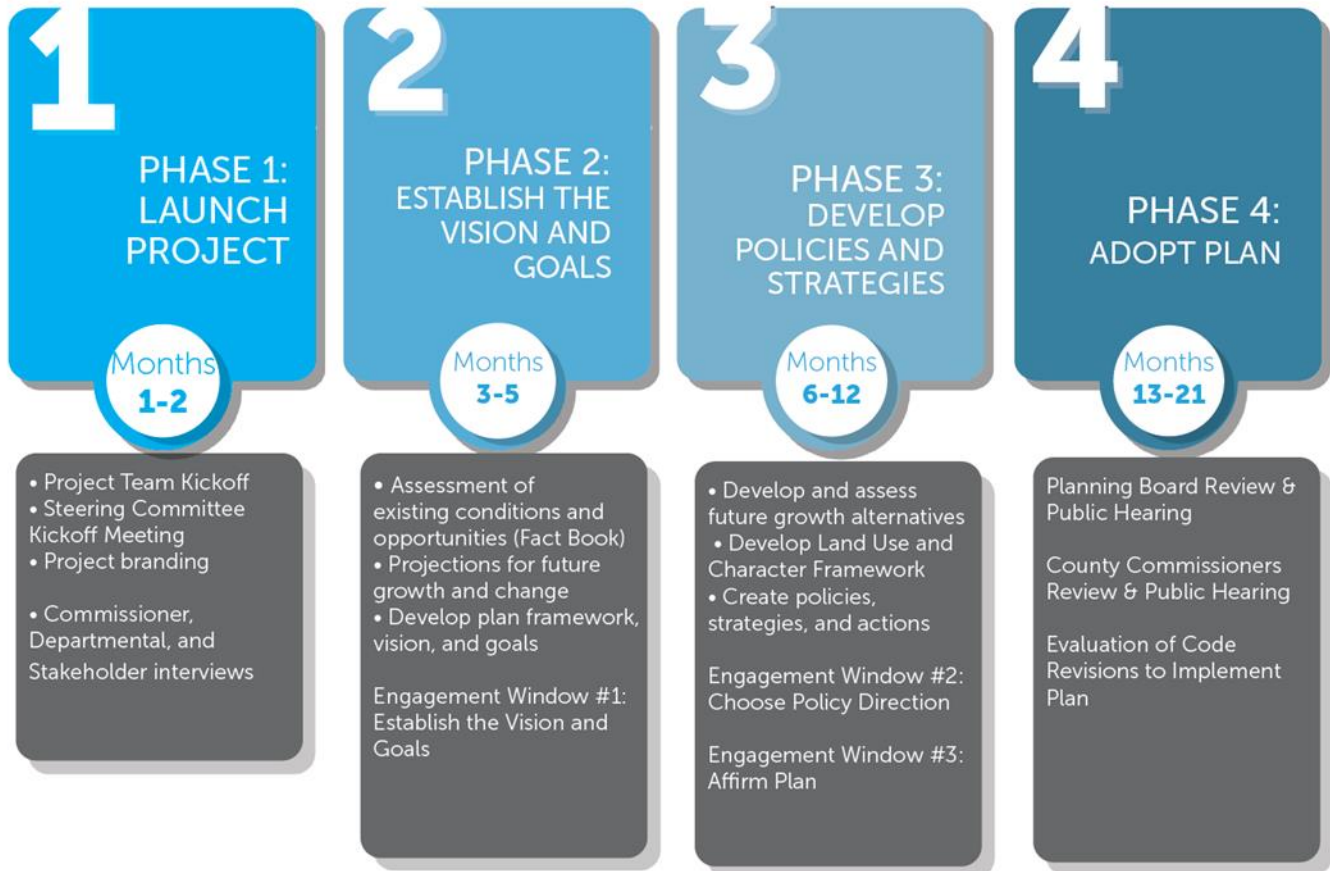 1
PHASE 1:
LAUNCH
PROJECT
Months
1-2
• Project Team Kickoff
• Steering Committee
Kickoff Meeting
• Project branding
• Commissioner,
Departmental, and
Stakeholder interviews
2
PHASE 2:
ESTABLISH THE
VISION AND
GOALS
Months
3-5
• Assessment of
existing conditions and
opportunities (Fact Book)
• Projections for future
growth and change
• Develop plan framework,
vision, and goals
Engagement Window #1:
Establish the Vision and
Goals
3
PHASE 3:
DEVELOP
POLICIES AND
STRATEGIES
Months
6-12
• Develop and assess
future growth alternatives
• Develop Land Use and
Character Framework
• Create policies,
strategies, and actions
Engagement Window #2:
Choose Policy Direction
Engagement Window #3:
Affirm Plan
4
PHASE 4:
ADOPT PLAN
Months
13-21
Planning Board Review &
Public Hearing
County Commissioners
Review & Public Hearing
Evaluation of Code
Revisions to Implement
Plan